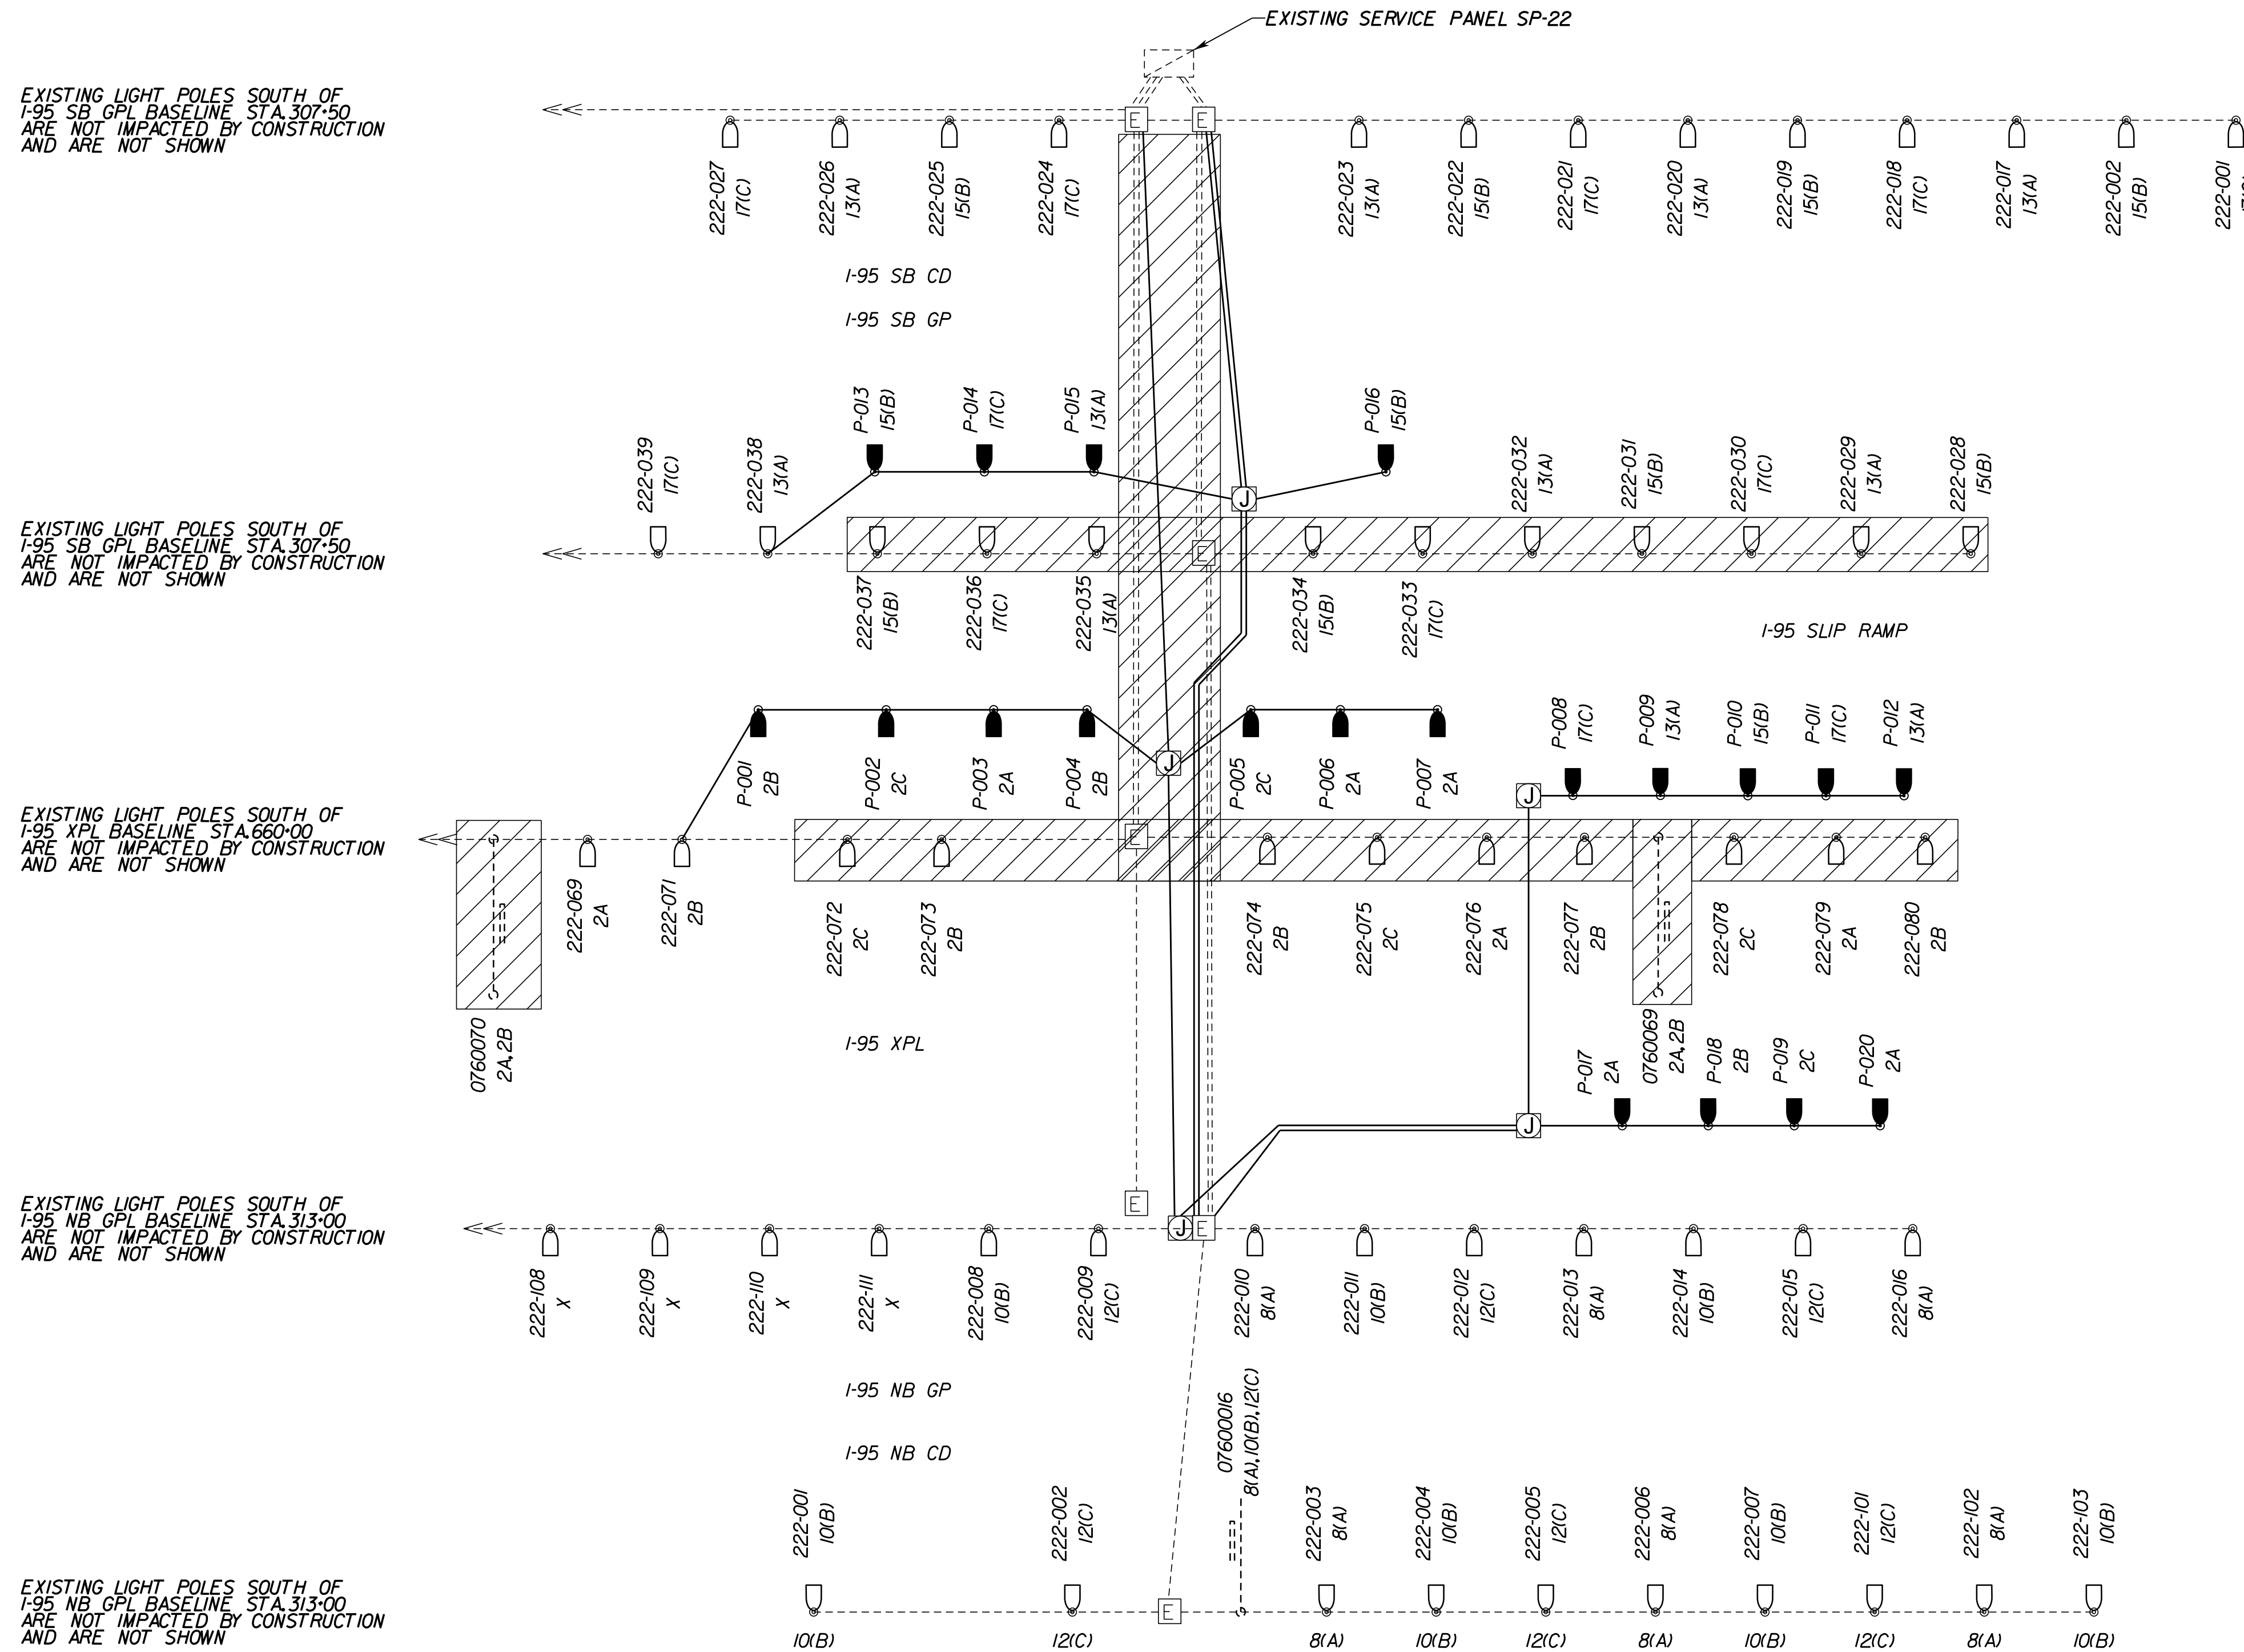 EXISTING SERVICE PANEL SP-22
EXISTING LIGHT POLES SOUTH OF
I-95 SB GPL BASELINE STA.307+50
ARE NOT IMPACTED BY CONSTRUCTION
AND ARE NOT SHOWN
E
E
222-027
17(C)
222-026
13(A)
222-025
15(B)
222-024
17(C)
222-023
13(A)
222-022
15(B)
222-021
17(C)
222-020
13(A)
222-019
15(B)
222-018
17(C)
222-017
13(A)
222-002
15(B)
222-001
I-95 SB CD
I-95 SB GP
P-013
15(B)
P-014
17(C)
P-015
13(A)
P-016
15(B)
222-039
17(C)
222-038
13(A)
J
222-032
13(A)
222-031
15(B)
222-030
17(C)
222-029
13(A)
222-028
15(B)
EXISTING LIGHT POLES SOUTH OF
I-95 SB GPL BASELINE STA.307+50
ARE NOT IMPACTED BY CONSTRUCTION
AND ARE NOT SHOWN
E
222-037
15(B)
222-036
17(C)
222-035
13(A)
222-034
15(B)
222-033
17(C)
I-95 SLIP RAMP
P-001
2B
P-002
2C
P-003
2A
P-004
2B
J
P-005
2C
P-006
2A
P-007
2A
P-008
17(C)
P-009
13(A)
P-010
15(B)
P-011
17(C)
P-012
13(A)
J
EXISTING LIGHT POLES SOUTH OF
I-95 XPL BASELINE STA.660+00
ARE NOT IMPACTED BY CONSTRUCTION
AND ARE NOT SHOWN
E
222-069
2A
222-071
2B
222-072
2C
222-073
2B
222-074
2B
222-075
2C
222-076
2A
222-077
2B
222-078
2C
222-079
2A
222-080
2B
0760070
2A,2B
I-95 XPL
P-017
2A
0760069
2A,2B
P-018
2B
P-019
2C
P-020
2A
J
E
EXISTING LIGHT POLES SOUTH OF
I-95 NB GPL BASELINE STA.313+00
ARE NOT IMPACTED BY CONSTRUCTION
AND ARE NOT SHOWN
J
E
222-108
X
222-109
X
222-110
X
222-111
X
222-008
10(B)
222-009
12(C)
222-010
8(A)
222-011
10(B)
222-012
12(C)
222-013
8(A)
222-014
10(B)
222-015
12(C)
222-016
8(A)
I-95 NB GP
I-95 NB CD
07600016
8(A),10(B),12(C)
222-001
10(B)
222-002
12(C)
222-003
8(A)
222-004
10(B)
222-005
12(C)
222-006
8(A)
222-007
10(B)
222-101
12(C)
222-102
8(A)
222-103
10(B)
EXISTING LIGHT POLES SOUTH OF
I-95 NB GPL BASELINE STA.313+00
ARE NOT IMPACTED BY CONSTRUCTION
AND ARE NOT SHOWN
E
10(B)
12(C)
8(A)
10(B)
12(C)
8(A)
10(B)
12(C)
8(A)
10(B)